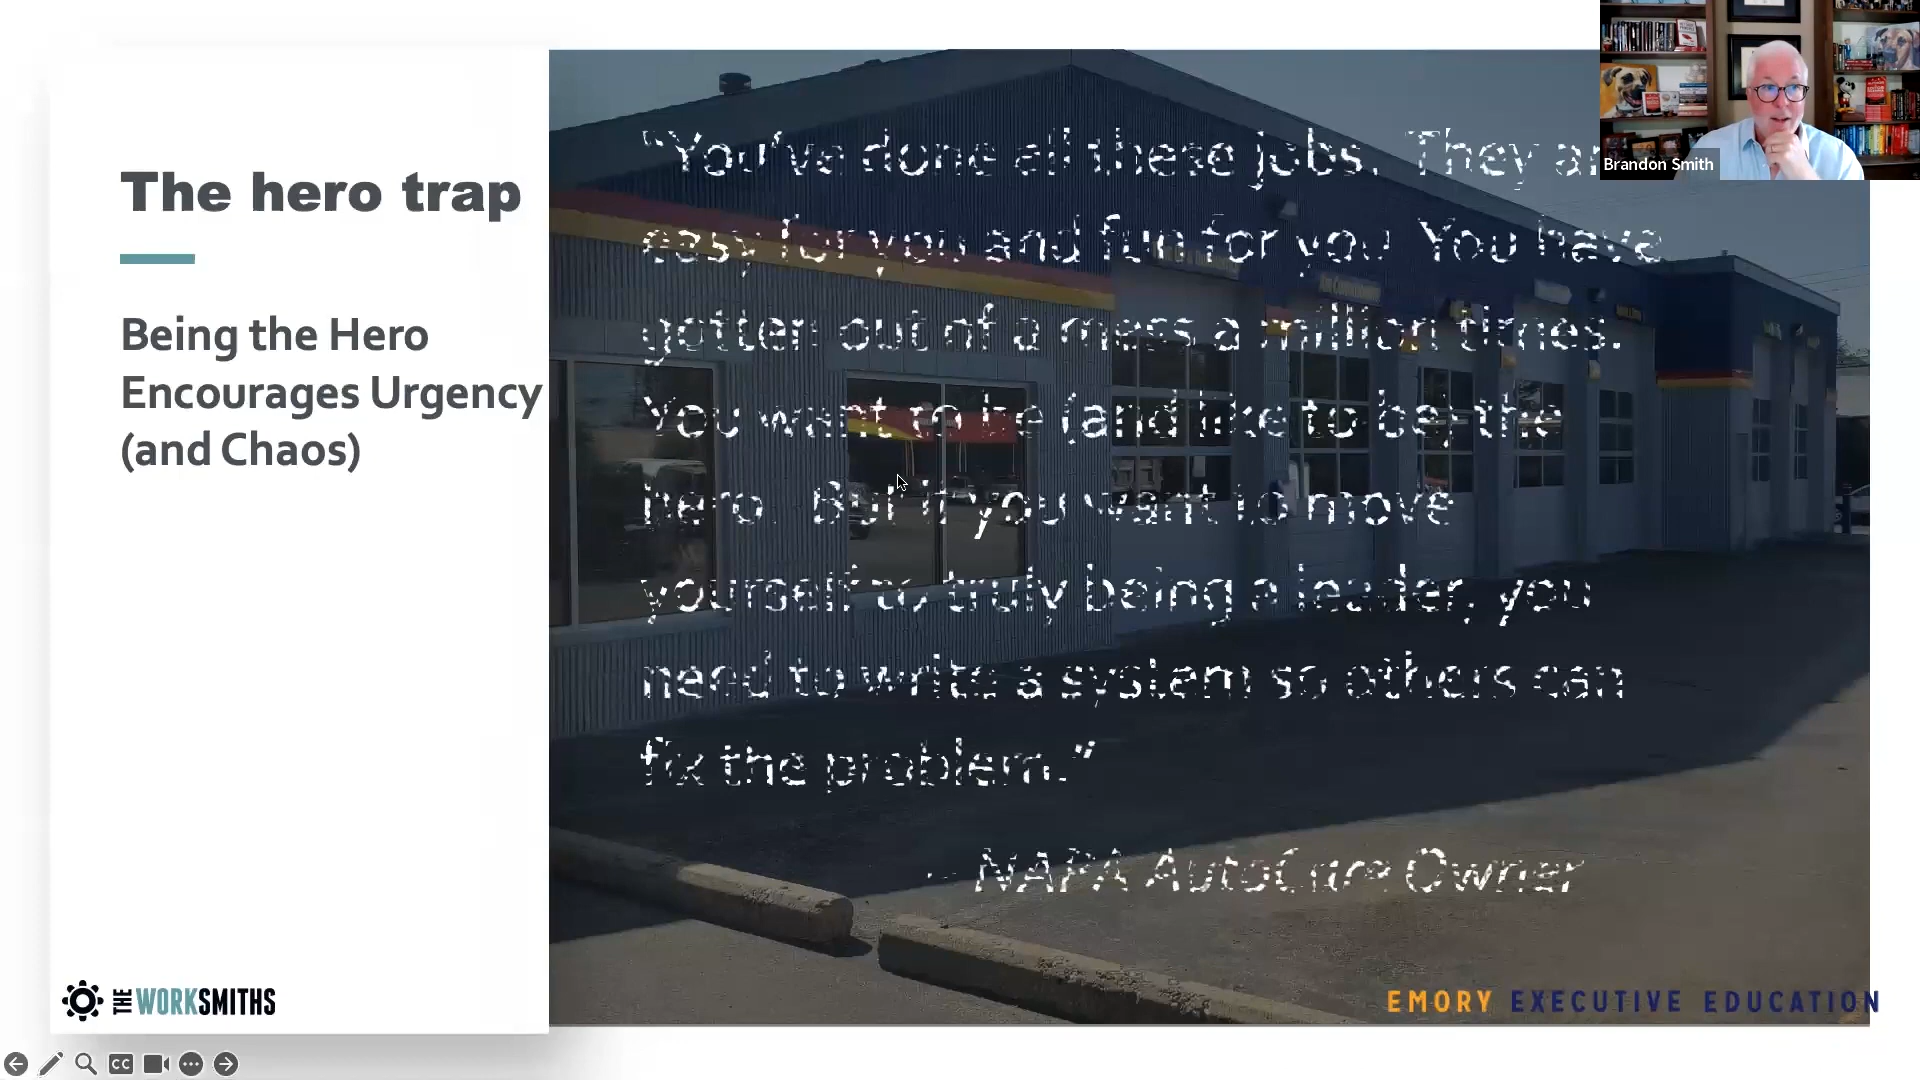 The hero trap
Being the Hero
Encourages Urgency
(and Chaos)
"You've done all these jobs. They
easy for you and fun for you. You have
gotten out of a mess a million times.
You want to be (and like to be) the
hero. But if you want to move
yourself to truly being a leader, you
need to write a system so others can
fix the problem."
- NAPA AutoCare Owner
Brandon Smith
THE WORKSMITHS
EMORY EXECUTIVE EDUCATION
CC